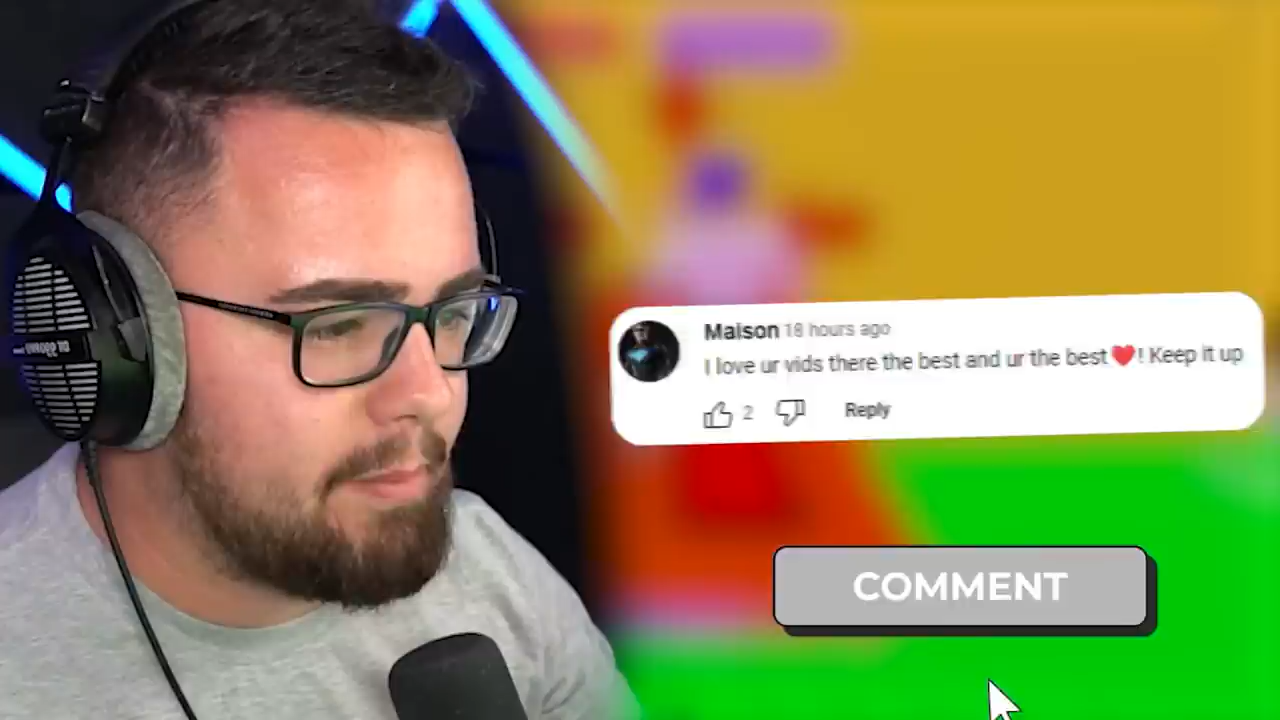 Maison 18 hours ago
I love ur vids there the best and ur the best ❤! Keep it up
2 Reply
COMMENT